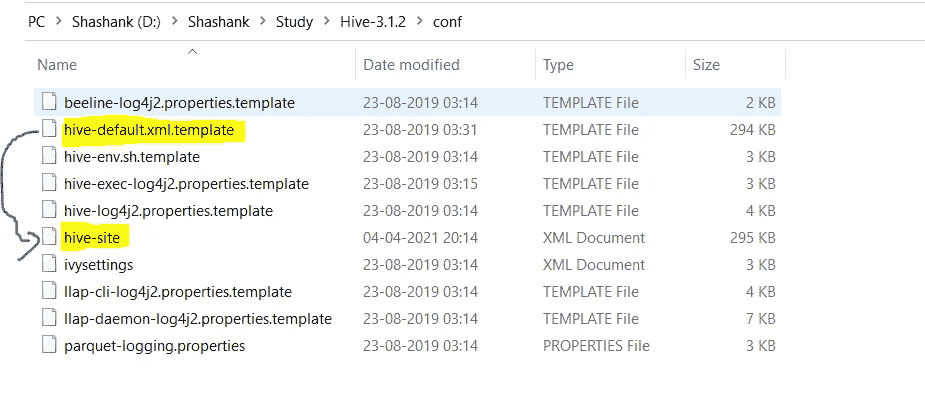 PC > Shashank (D:) > Shashank > Study > Hive-3.1.2 > conf
Name Date modified Type Size
beeline-log4j2.properties.template 23-08-2019 03:14 TEMPLATE File 2 KB
hive-default.xml.template 23-08-2019 03:31 TEMPLATE File 294 KB
hive-env.sh.template 23-08-2019 03:14 TEMPLATE File 3 KB
hive-exec-log4j2.properties.template 23-08-2019 03:15 TEMPLATE File 3 KB
hive-log4j2.properties.template 23-08-2019 03:14 TEMPLATE File 4 KB
hive-site 04-04-2021 20:14 XML Document 295 KB
ivysettings 23-08-2019 03:14 XML Document 3 KB
llap-cli-log4j2.properties.template 23-08-2019 03:14 TEMPLATE File 4 KB
llap-daemon-log4j2.properties.template 23-08-2019 03:14 TEMPLATE File 7 KB
parquet-logging.properties 23-08-2019 03:14 PROPERTIES File 3 KB